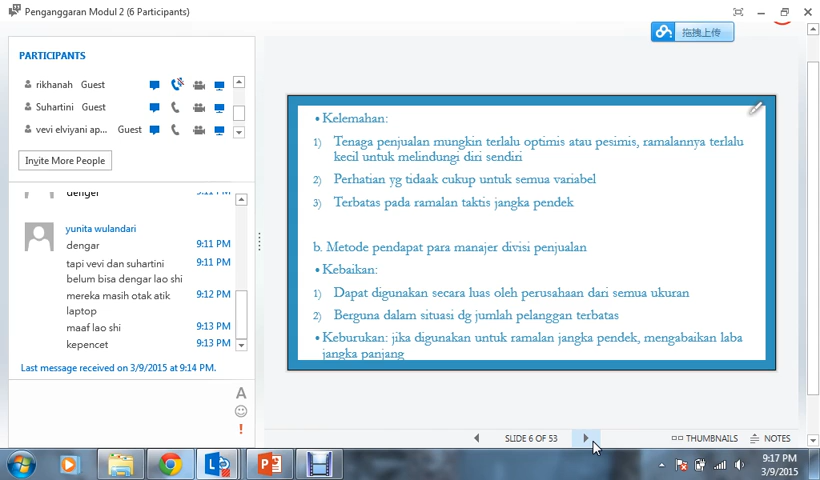 Penganggaran Modul 2 (6 Participants)
拖拽上传
PARTICIPANTS
rikhanah Guest
Suhartini Guest
vevi elviyani ap... Guest
Invite More People
denger
9:11 PM
yunita wulandari
dengar 9:11 PM
tapi vevi dan suhartini 9:11 PM
belum bisa dengar lao shi
mereka masih otak atik 9:12 PM
laptop
maaf lao shi 9:13 PM
kepencet 9:13 PM
Last message received on 3/9/2015 at 9:14 PM.
A
!
• Kelemahan:
1) Tenaga penjualan mungkin terlalu optimis atau pesimis, ramalannya terlalu
kecil untuk melindungi diri sendiri
2) Perhatian yg tidaak cukup untuk semua variabel
3) Terbatas pada ramalan taktis jangka pendek
b. Metode pendapat para manajer divisi penjualan
• Kebaikan:
1) Dapat digunakan secara luas oleh perusahaan dari semua ukuran
2) Berguna dalam situasi dg jumlah pelanggan terbatas
• Keburukan: jika digunakan untuk ramalan jangka pendek, mengabaikan laba
jangka panjang
SLIDE 6 OF 53
THUMBNAILS
NOTES
9:17 PM
3/9/2015